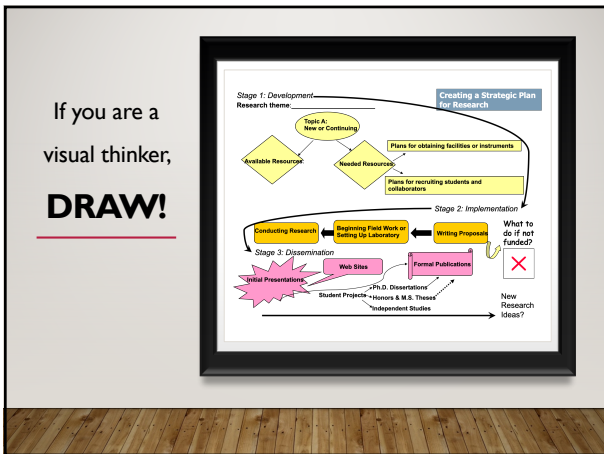 If you are a
visual thinker,
DRAW!
Stage 1: Development
Creating a Strategic Plan
for Research
Research theme:____________________
Topic A:
New or Continuing
Available Resources:
Needed Resources:
Plans for obtaining facilities or instruments
Plans for recruiting students and
collaborators
Stage 2: Implementation
Conducting Research
Beginning Field Work or
Setting Up Laboratory
Writing Proposals
What to
do if not
funded?
Stage 3: Dissemination
Initial Presentations
Web Sites
Formal Publications
Student Projects
Ph.D. Dissertations
Honors & M.S. Theses
Independent Studies
New
Research
Ideas?